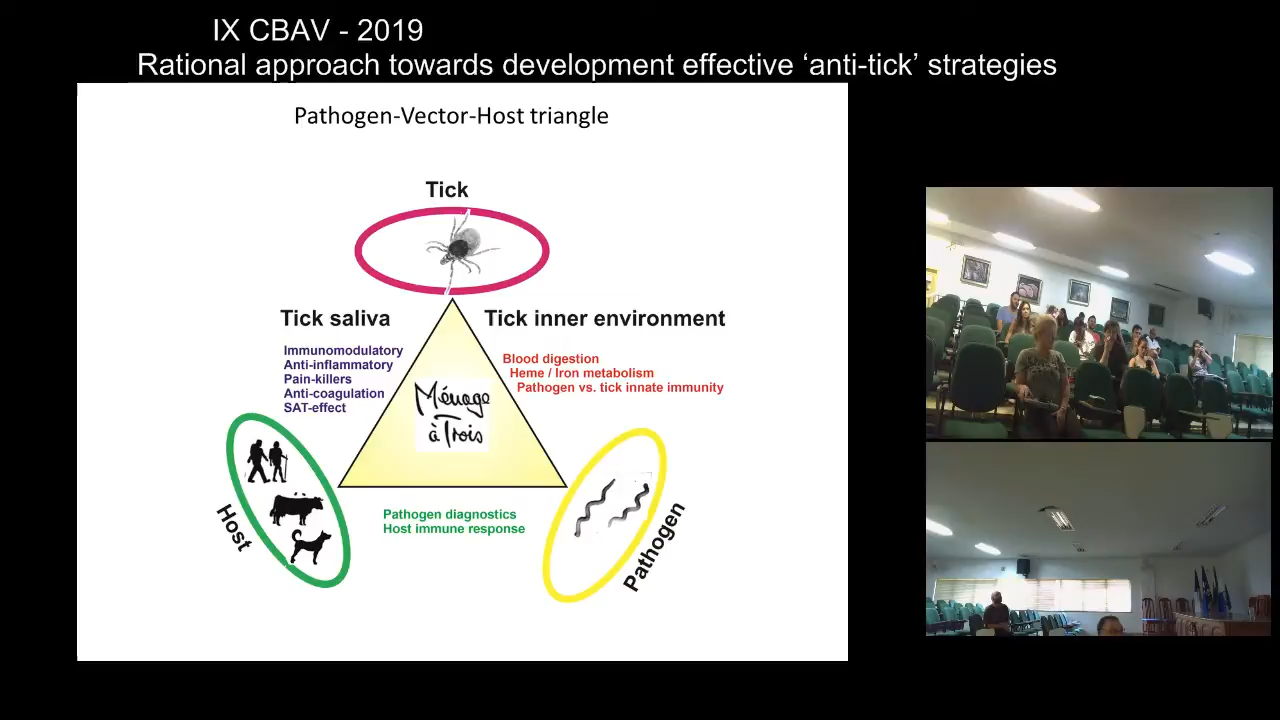 IX CBAV - 2019
Rational approach towards development effective ‘anti-tick’ strategies
Pathogen-Vector-Host triangle
Tick
Tick saliva
Immunomodulatory
Anti-inflammatory
Pain-killers
Anti-coagulation
SAT-effect
Tick inner environment
Blood digestion
Heme / Iron metabolism
Pathogen vs. tick innate immunity
Ménage
à Trois
Host
Pathogen diagnostics
Host immune response
Pathogen